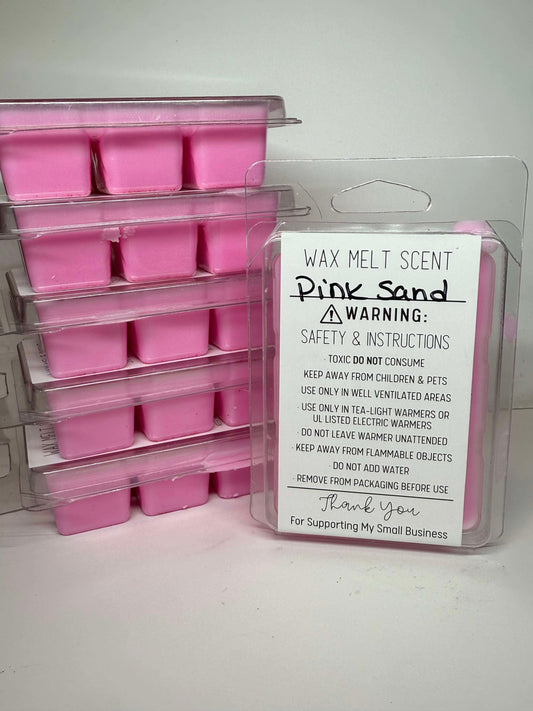 WAX MELT SCENT
Pink Sand
⚠ WARNING:
SAFETY & INSTRUCTIONS
· TOXIC DO NOT CONSUME
· KEEP AWAY FROM CHILDREN & PETS
· USE ONLY IN WELL VENTILATED AREAS
· USE ONLY IN TEA-LIGHT WARMERS OR
UL LISTED ELECTRIC WARMERS
· DO NOT LEAVE WARMER UNATTENDED
· KEEP AWAY FROM FLAMMABLE OBJECTS
· DO NOT ADD WATER
· REMOVE FROM PACKAGING BEFORE USE
Thank You
For Supporting My Small Business
WAX MEL